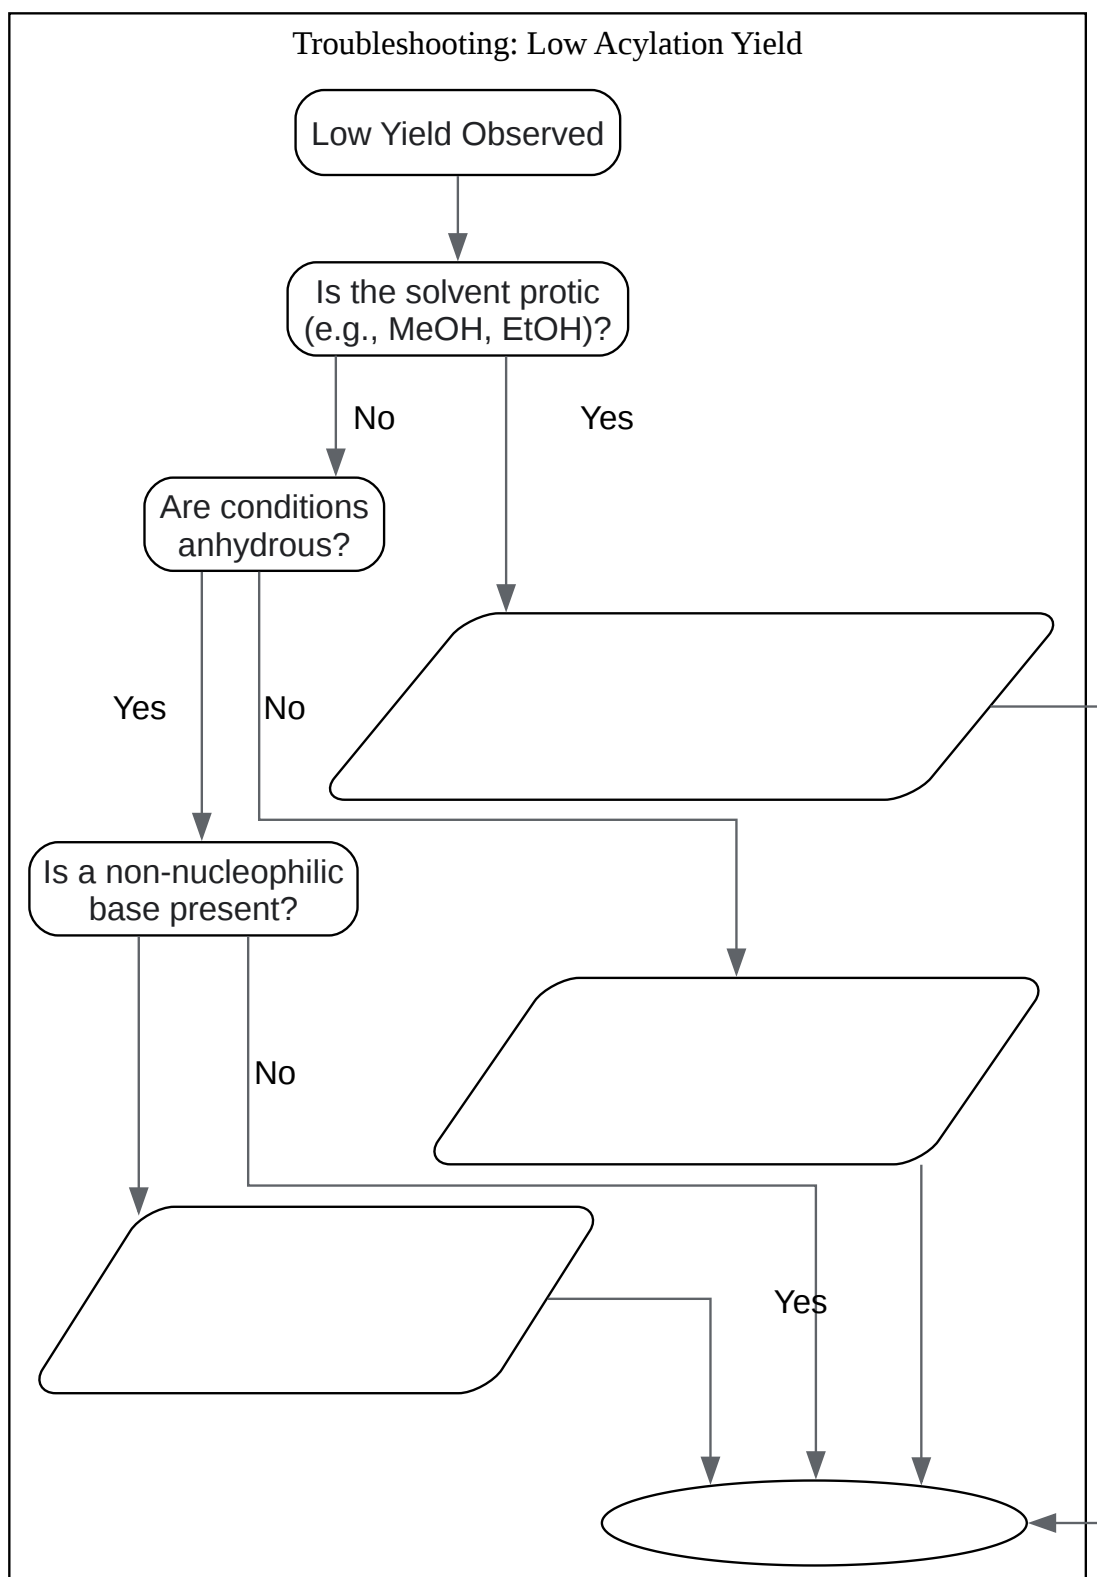 Troubleshooting: Low Acylation Yield
Low Yield Observed
Is the solvent protic
(e.g., MeOH, EtOH)?
No
Yes
Are conditions
anhydrous?
Yes
No
Is a non-nucleophilic
base present?
No
Yes